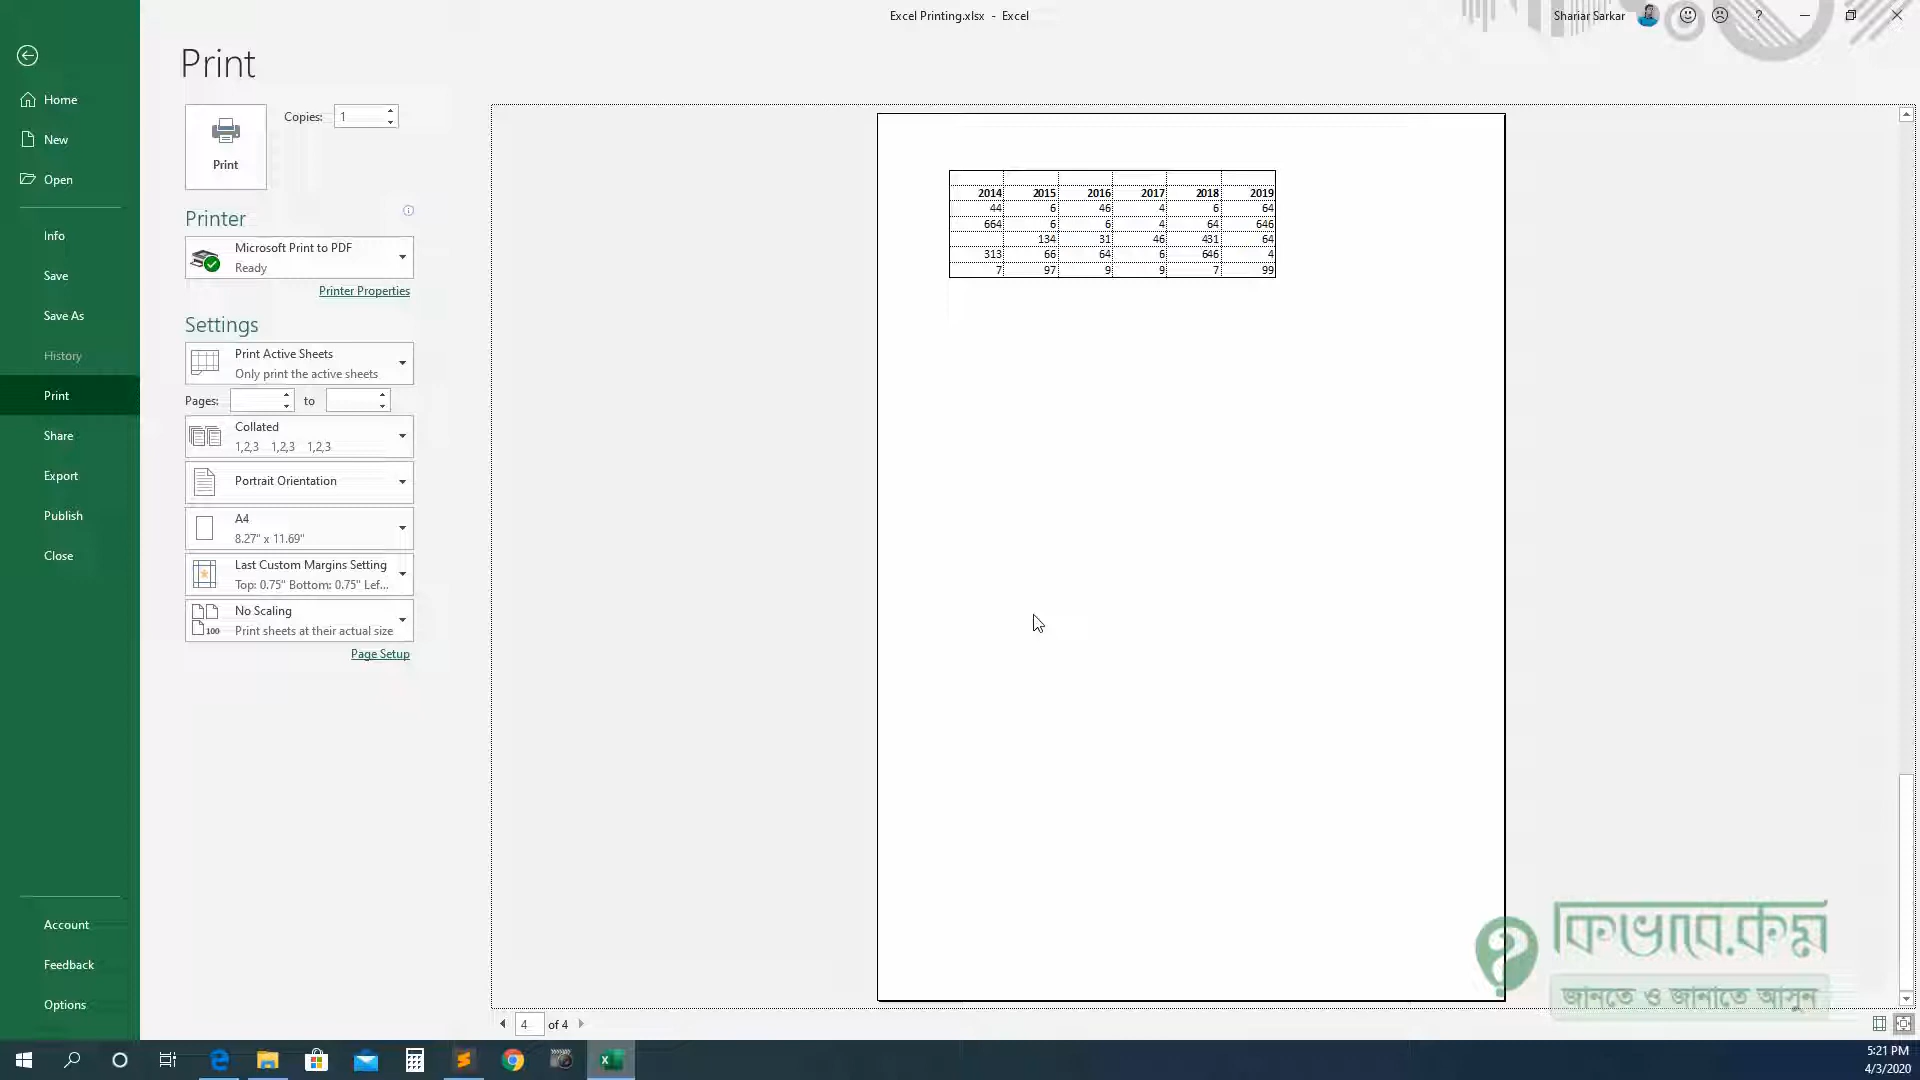 Excel Printing.xlsx - Excel
Shariar Sarkar
?
Print
Home
New
Open
Info
Save
Save As
History
Print
Share
Export
Publish
Close
Account
Feedback
Options
Print
Copies: 1
Printer
Microsoft Print to PDF
Ready
Printer Properties
Settings
Print Active Sheets
Only print the active sheets
Pages: to
Collated
1,2,3 1,2,3 1,2,3
Portrait Orientation
A4
8.27" x 11.69"
Last Custom Margins Setting
Top: 0.75" Bottom: 0.75" Lef...
No Scaling
100
Print sheets at their actual size
Page Setup
2014 2015 2016 2017 2018 2019
44 6 46 4 6 64
664 6 6 4 64 646
134 31 46 431 64
313 66 64 6 646 4
7 97 9 9 7 99
4 of 4
কিভাবে.কম
জানতে ও জানাতে আসুন
5:21 PM
4/3/2020